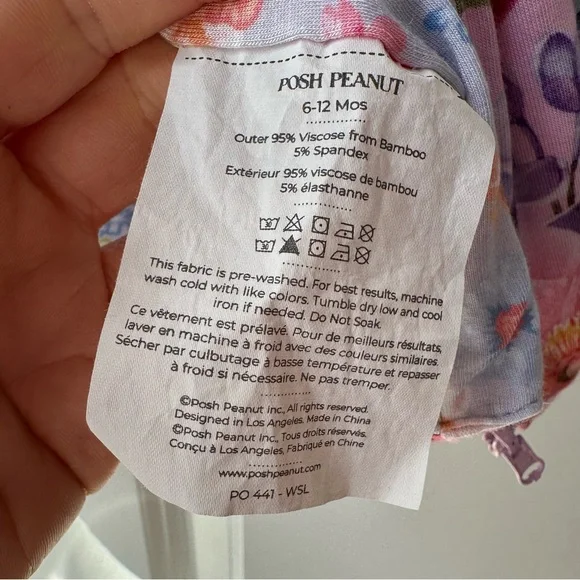 POSH PEANUT
6-12 Mos
Outer 95% Viscose from Bamboo
5% Spandex
Extérieur 95% viscose de bambou
5% élasthanne
This fabric is pre-washed. For best results, machine
wash cold with like colors. Tumble dry low and cool
iron if needed. Do Not Soak.
Ce vêtement est prélavé. Pour de meilleurs résultats,
laver en machine à froid avec des couleurs similaires.
Sécher par culbutage à basse température et repasser
à froid si nécessaire. Ne pas tremper.
©Posh Peanut Inc., All rights reserved.
Designed in Los Angeles. Made in China
©Posh Peanut Inc., Tous droits réservés.
Conçu à Los Angeles, Fabriqué en Chine
www.poshpeanut.com
PO 441 - WSL